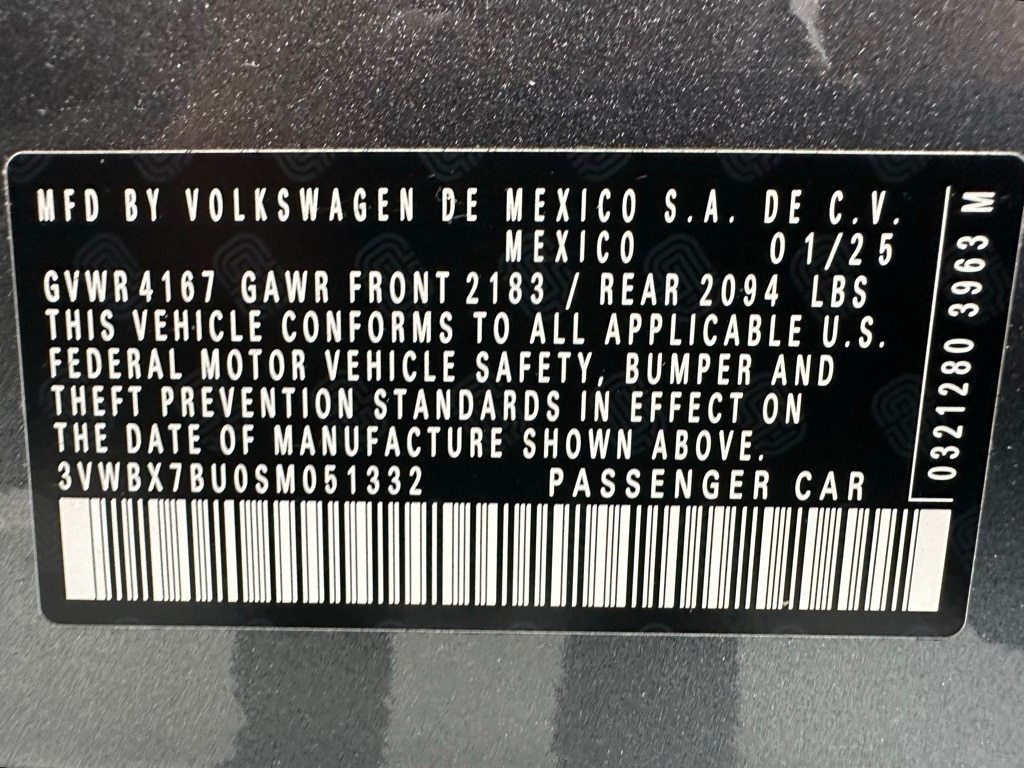 MFD BY VOLKSWAGEN DE MEXICO S.A. DE C.V.
MEXICO 01/25
GVWR 4167 GAWR FRONT 2183 / REAR 2094 LBS
THIS VEHICLE CONFORMS TO ALL APPLICABLE U.S.
FEDERAL MOTOR VEHICLE SAFETY, BUMPER AND
THEFT PREVENTION STANDARDS IN EFFECT ON
THE DATE OF MANUFACTURE SHOWN ABOVE.
3VWBX7BU0SM051332 PASSENGER CAR
0321280 3963 M